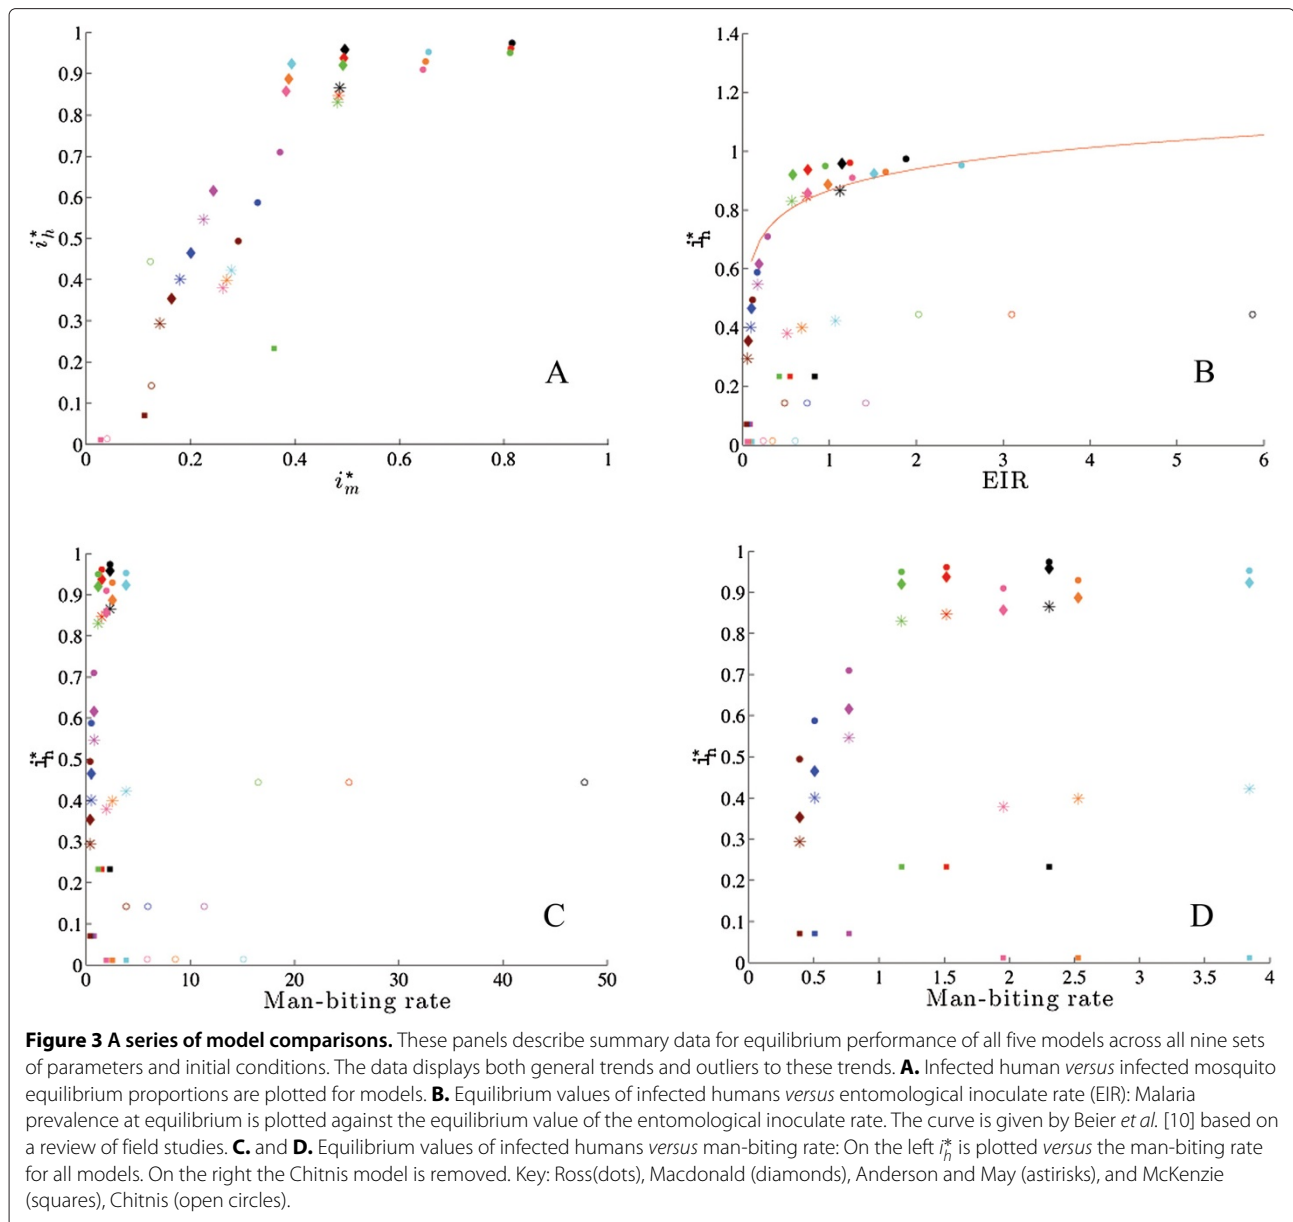 1
0.9
0.8
0.7
0.6
0.5
0.4
0.3
0.2
0.1
0
i*h
A
0 0.2 0.4 0.6 0.8 1
i*m
1.4
1.2
1
0.8
0.6
0.4
0.2
0
i*h
B
0 1 2 3 4 5 6
EIR
1
0.9
0.8
0.7
0.6
0.5
0.4
0.3
0.2
0.1
0
i*h
C
0 10 20 30 40 50
Man-biting rate
1
0.9
0.8
0.7
0.6
0.5
0.4
0.3
0.2
0.1
0
i*h
D
0 0.5 1 1.5 2 2.5 3 3.5 4
Man-biting rate
Figure 3 A series of model comparisons. These panels describe summary data for equilibrium performance of all five models across all nine sets
of parameters and initial conditions. The data displays both general trends and outliers to these trends. A. Infected human versus infected mosquito
equilibrium proportions are plotted for models. B. Equilibrium values of infected humans versus entomological inoculate rate (EIR): Malaria
prevalence at equilibrium is plotted against the equilibrium value of the entomological inoculate rate. The curve is given by Beier et al. [10] based on
a review of field studies. C. and D. Equilibrium values of infected humans versus man-biting rate: On the left i*h is plotted versus the man-biting rate
for all models. On the right the Chitnis model is removed. Key: Ross(dots), Macdonald (diamonds), Anderson and May (astirisks), and McKenzie
(squares), Chitnis (open circles).